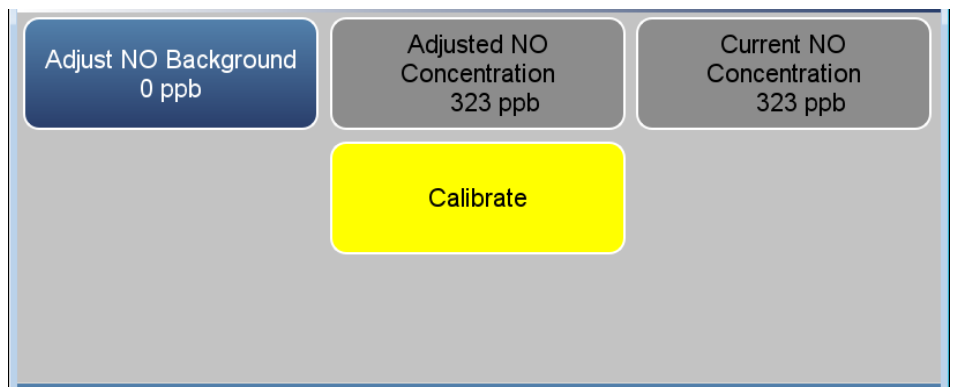 Adjust NO Background
0 ppb
Adjusted NO
Concentration
323 ppb
Current NO
Concentration
323 ppb
Calibrate